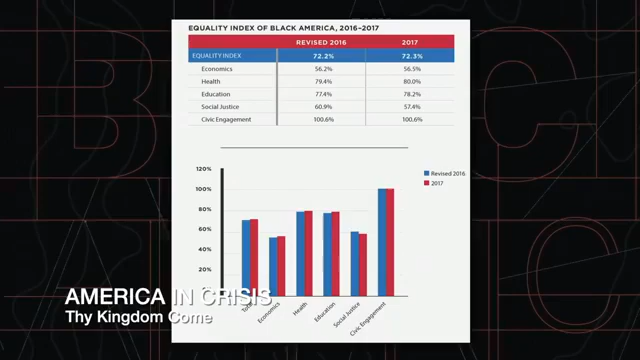 EQUALITY INDEX OF BLACK AMERICA, 2016–2017
REVISED 2016 2017
EQUALITY INDEX 72.2% 72.3%
Economics 56.2% 56.5%
Health 79.4% 80.0%
Education 77.4% 78.2%
Social Justice 60.9% 57.4%
Civic Engagement 100.6% 100.6%
120%
100%
80%
60%
40%
20%
Revised 2016
2017
Total
Economics
Health
Education
Social Justice
Civic Engagement
AMERICA IN CRISIS
Thy Kingdom Come